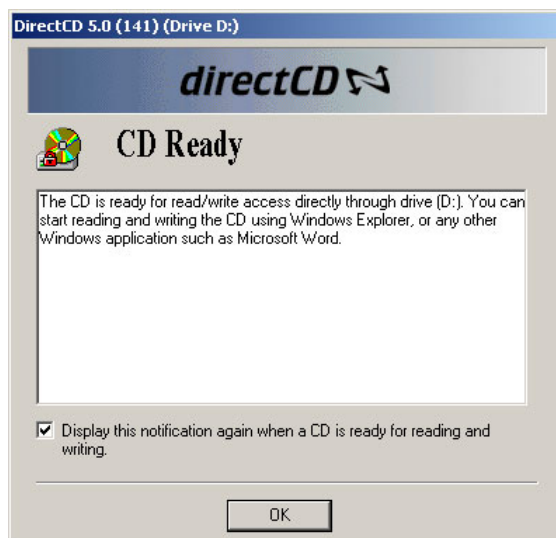 DirectCD 5.0 (141) (Drive D:)
directCD
CD Ready
The CD is ready for read/write access directly through drive (D:). You can
start reading and writing the CD using Windows Explorer, or any other
Windows application such as Microsoft Word.
Display this notification again when a CD is ready for reading and
writing.
OK